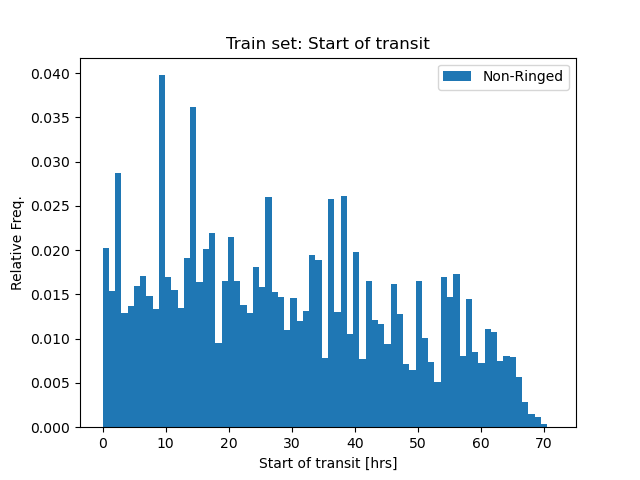 Train set: Start of transit
Non-Ringed
0.040
0.035
0.030
0.025
0.020
0.015
0.010
0.005
0.000
Relative Freq.
0 10 20 30 40 50 60 70
Start of transit [hrs]